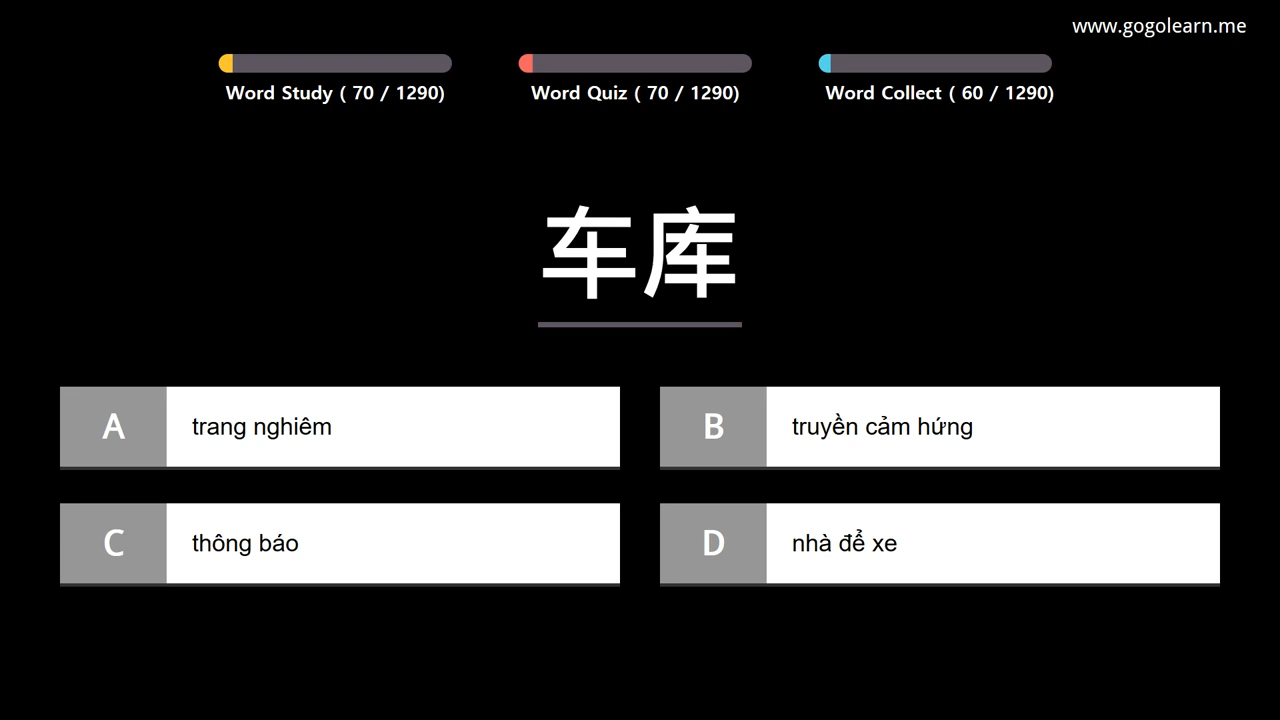 www.gogolearn.me
Word Study ( 70 / 1290)
Word Quiz ( 70 / 1290)
Word Collect ( 60 / 1290)
车库
A trang nghiêm
B truyền cảm hứng
C thông báo
D nhà để xe